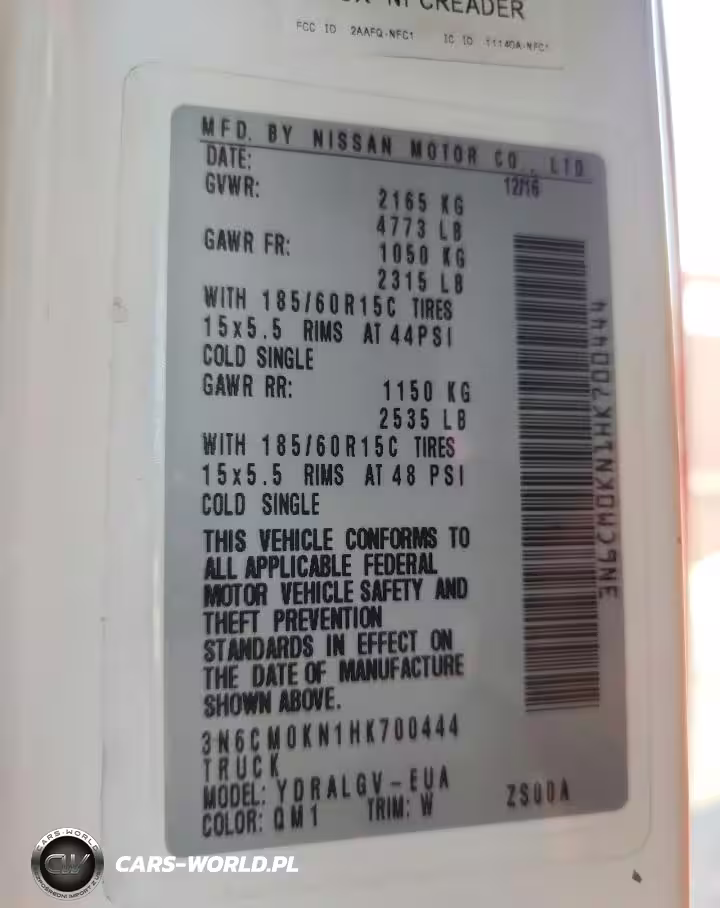 CREADER
FCC ID 2AAFQ-NFC1 IC ID 11140A-NFC1
MFD. BY NISSAN MOTOR CO., LTD
DATE: 12/16
GVWR: 2165 KG
4773 LB
GAWR FR: 1050 KG
2315 LB
WITH 185/60R15C TIRES
15x5.5 RIMS AT 44PSI
COLD SINGLE
GAWR RR: 1150 KG
2535 LB
WITH 185/60R15C TIRES
15x5.5 RIMS AT 48 PSI
COLD SINGLE
THIS VEHICLE CONFORMS TO
ALL APPLICABLE FEDERAL
MOTOR VEHICLE SAFETY AND
THEFT PREVENTION
STANDARDS IN EFFECT ON
THE DATE OF MANUFACTURE
SHOWN ABOVE.
3N6CM0KN1HK700444
TRUCK
MODEL: YDRALGV-EUA
COLOR: QM1 TRIM: W ZS00A
3N6CM0KN1HK700444
CARS-WORLD
CW
CARS-WORLD.PL